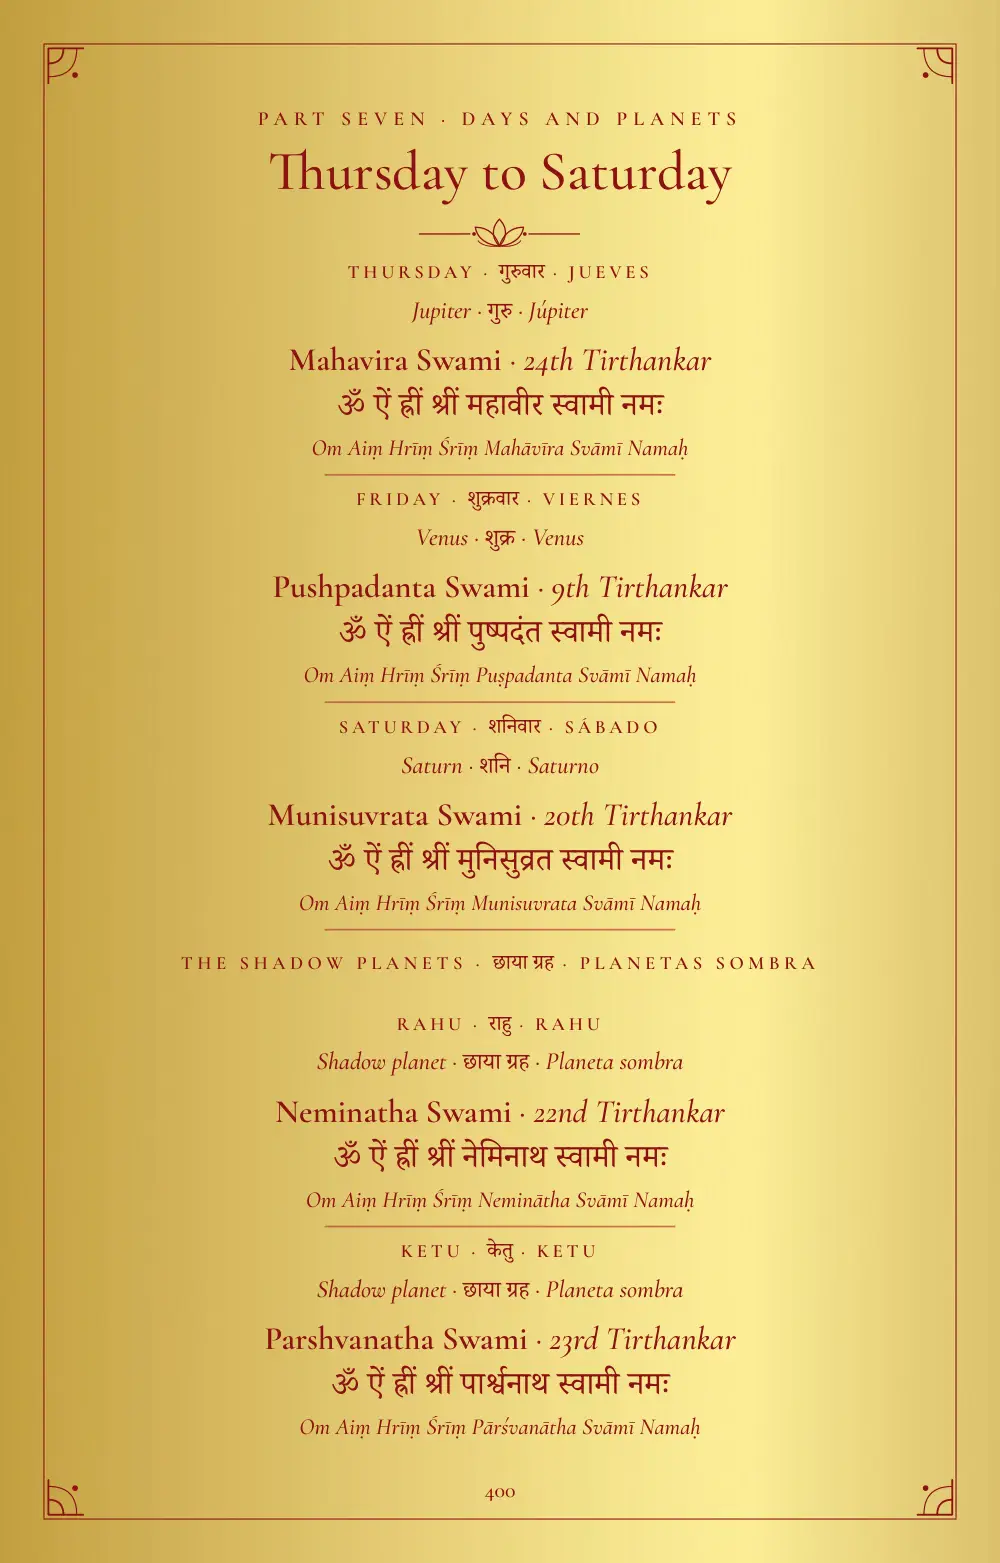 PART SEVEN · DAYS AND PLANETS
Thursday to Saturday
THURSDAY · गुरुवार · JUEVES
Jupiter · गुरु · Júpiter
Mahavira Swami · 24th Tirthankar
ॐ ऐं ह्रीं श्रीं महावीर स्वामी नमः
Om Aiṃ Hrīṃ Śrīṃ Mahāvīra Svāmī Namaḥ
FRIDAY · शुक्रवार · VIERNES
Venus · शुक्र · Venus
Pushpadanta Swami · 9th Tirthankar
ॐ ऐं ह्रीं श्रीं पुष्पदंत स्वामी नमः
Om Aiṃ Hrīṃ Śrīṃ Puṣpadanta Svāmī Namaḥ
SATURDAY · शनिवार · SÁBADO
Saturn · शनि · Saturno
Munisuvrata Swami · 20th Tirthankar
ॐ ऐं ह्रीं श्रीं मुनिसुव्रत स्वामी नमः
Om Aiṃ Hrīṃ Śrīṃ Munisuvrata Svāmī Namaḥ
THE SHADOW PLANETS · छाया ग्रह · PLANETAS SOMBRA
RAHU · राहु · RAHU
Shadow planet · छाया ग्रह · Planeta sombra
Neminatha Swami · 22nd Tirthankar
ॐ ऐं ह्रीं श्रीं नेमिनाथ स्वामी नमः
Om Aiṃ Hrīṃ Śrīṃ Neminātha Svāmī Namaḥ
KETU · केतु · KETU
Shadow planet · छाया ग्रह · Planeta sombra
Parshvanatha Swami · 23rd Tirthankar
ॐ ऐं ह्रीं श्रीं पार्श्वनाथ स्वामी नमः
Om Aiṃ Hrīṃ Śrīṃ Pārśvanātha Svāmī Namaḥ
400